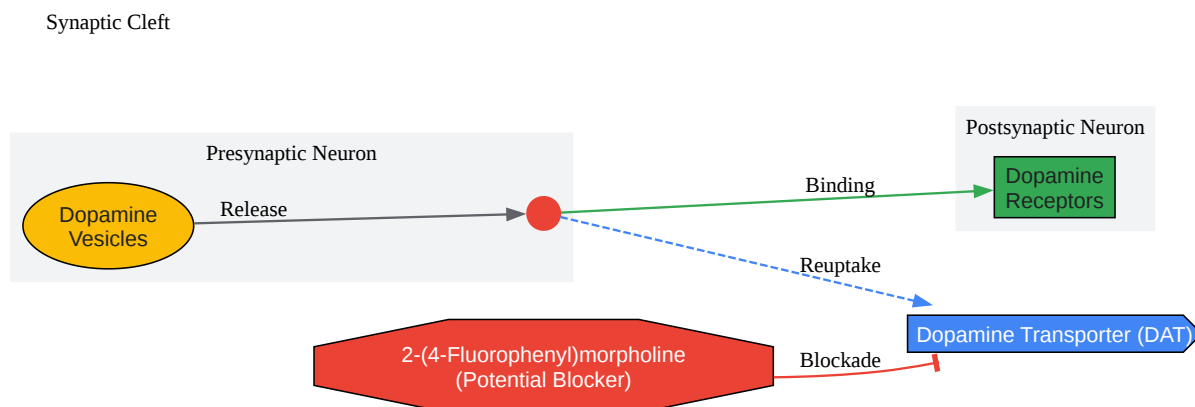 Synaptic Cleft
Postsynaptic Neuron
Presynaptic Neuron
Dopamine
Vesicles
Release
Binding
Dopamine
Receptors
Reuptake
Dopamine Transporter (DAT)
2-(4-Fluorophenyl)morpholine
(Potential Blocker)
Blockade